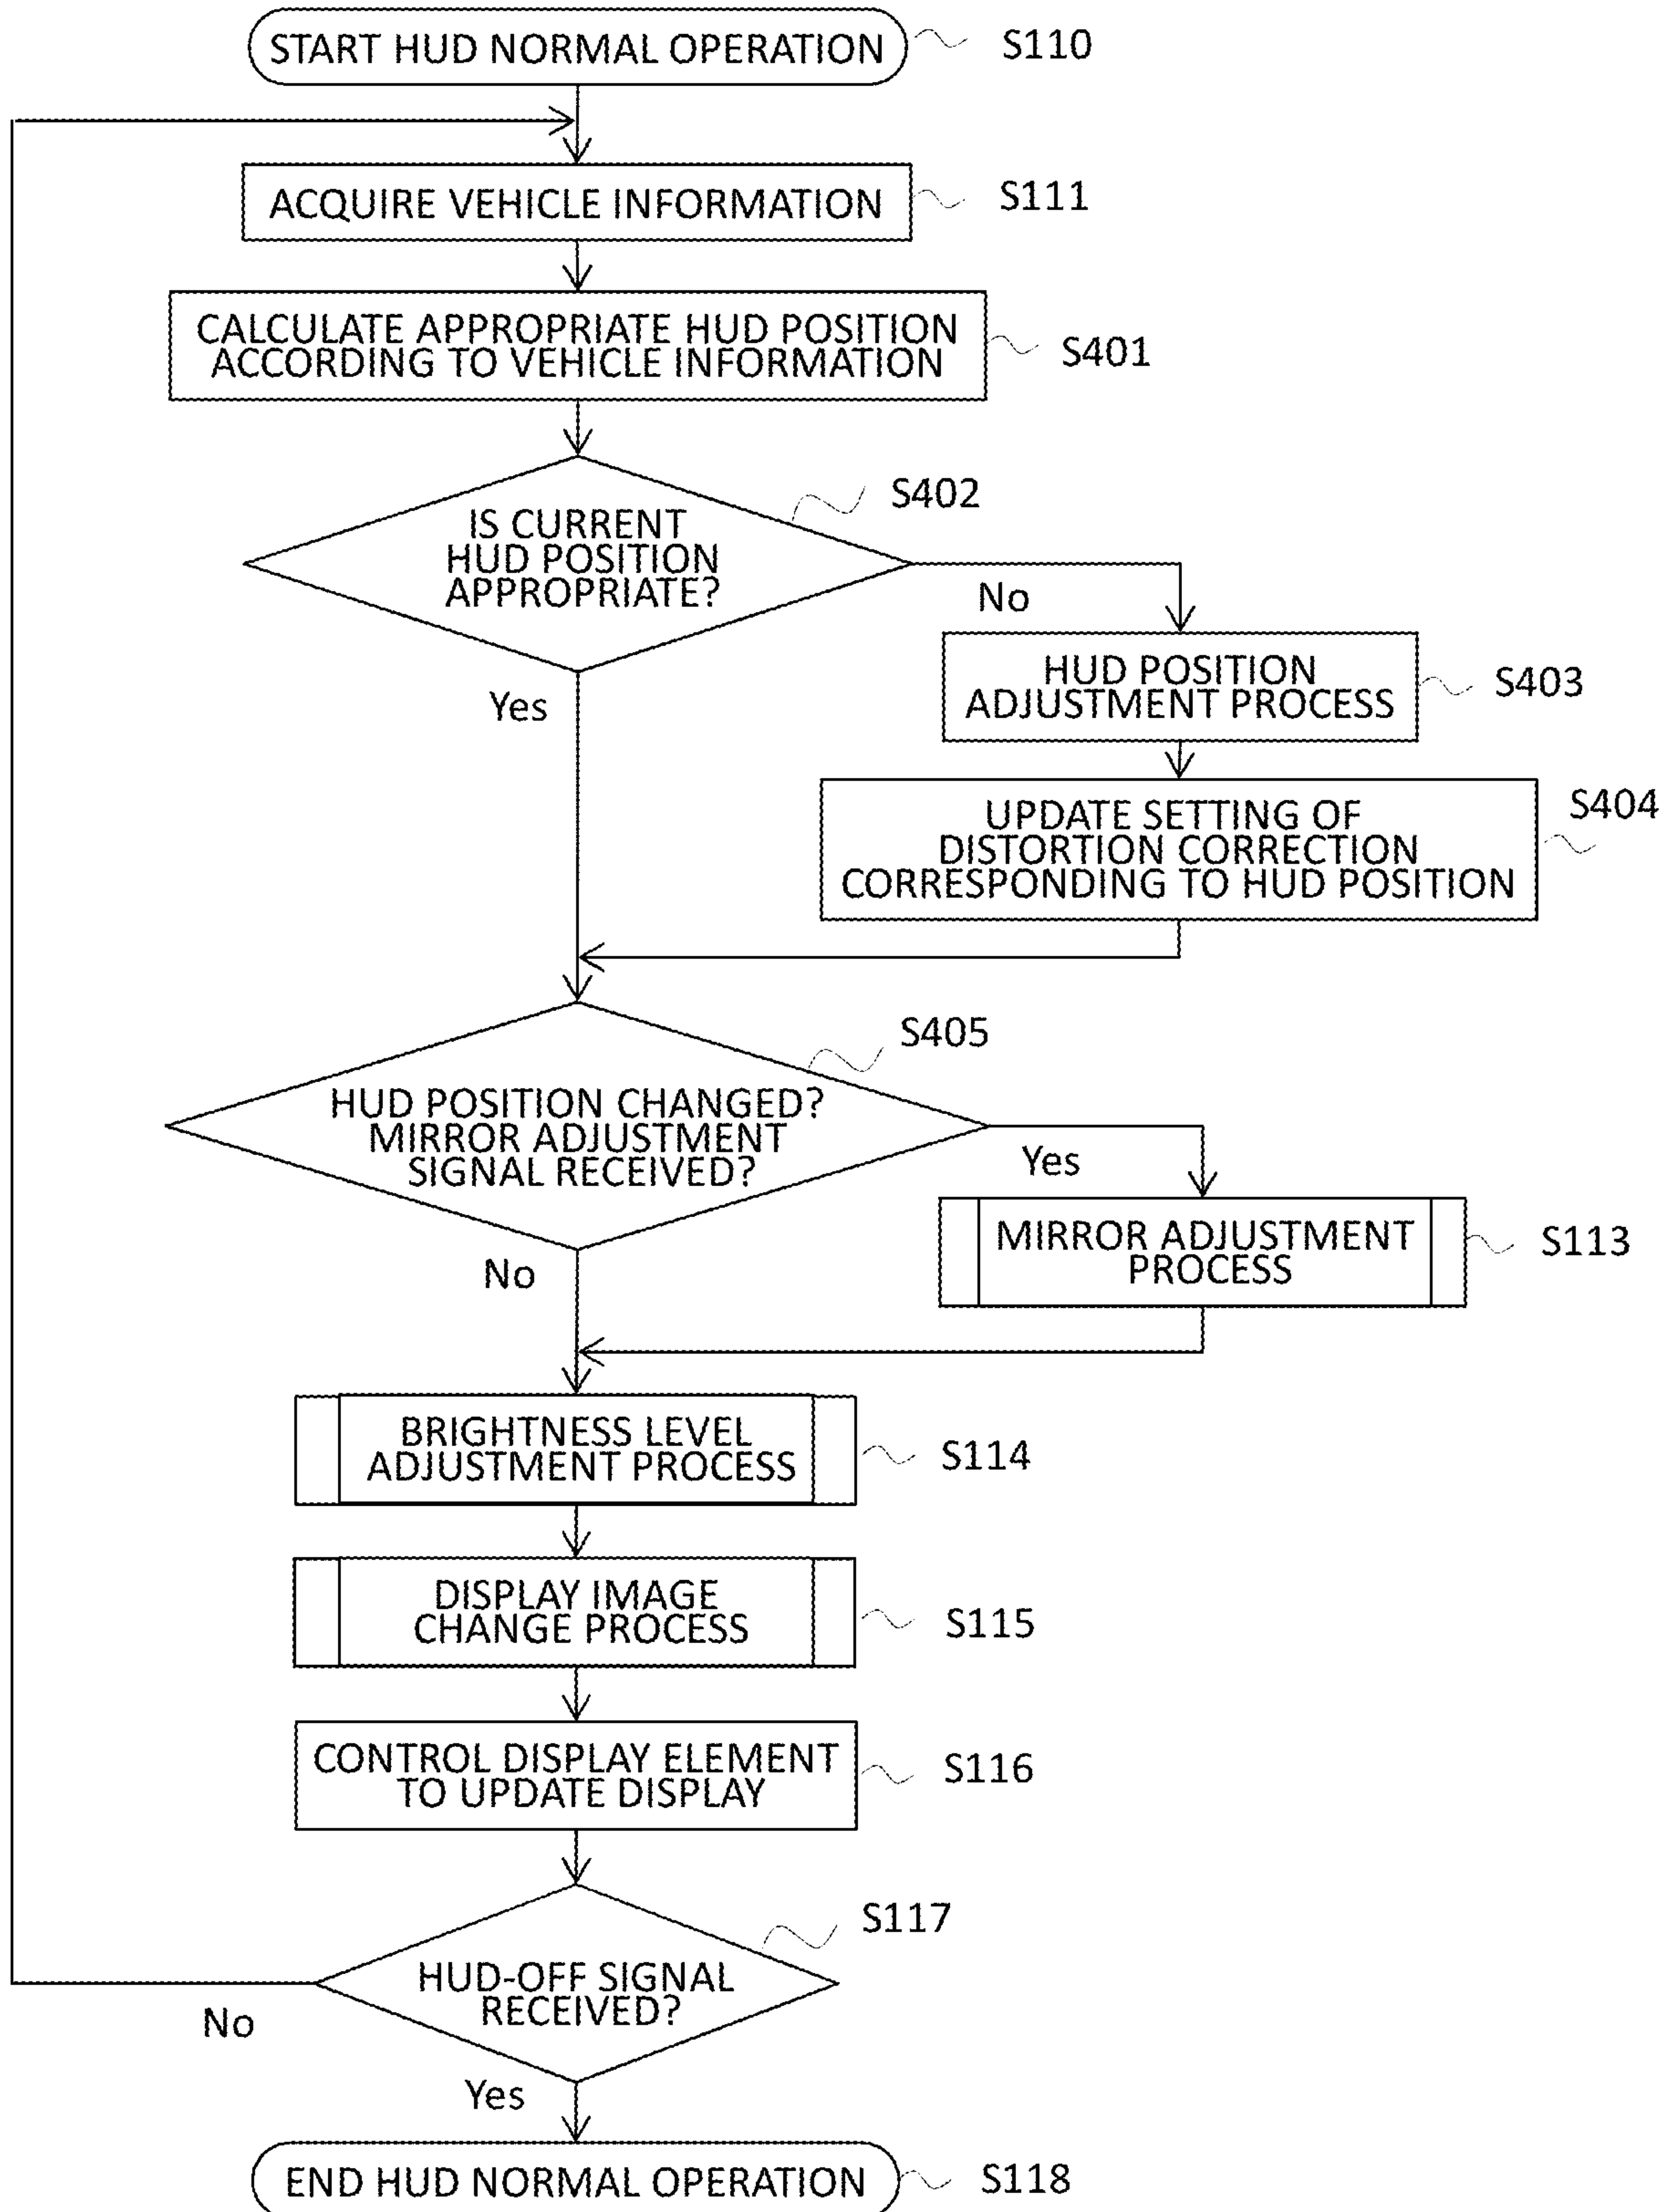 START HUD NORMAL OPERATION
S110
ACQUIRE VEHICLE INFORMATION
S111
CALCULATE APPROPRIATE HUD POSITION
ACCORDING TO VEHICLE INFORMATION
S401
IS CURRENT
HUD POSITION
APPROPRIATE?
S402
No
Yes
HUD POSITION
ADJUSTMENT PROCESS
S403
UPDATE SETTING OF
DISTORTION CORRECTION
CORRESPONDING TO HUD POSITION
S404
HUD POSITION CHANGED?
MIRROR ADJUSTMENT
SIGNAL RECEIVED?
S405
Yes
No
MIRROR ADJUSTMENT
PROCESS
S113
BRIGHTNESS LEVEL
ADJUSTMENT PROCESS
S114
DISPLAY IMAGE
CHANGE PROCESS
S115
CONTROL DISPLAY ELEMENT
TO UPDATE DISPLAY
S116
HUD-OFF SIGNAL
RECEIVED?
S117
No
Yes
END HUD NORMAL OPERATION
S118